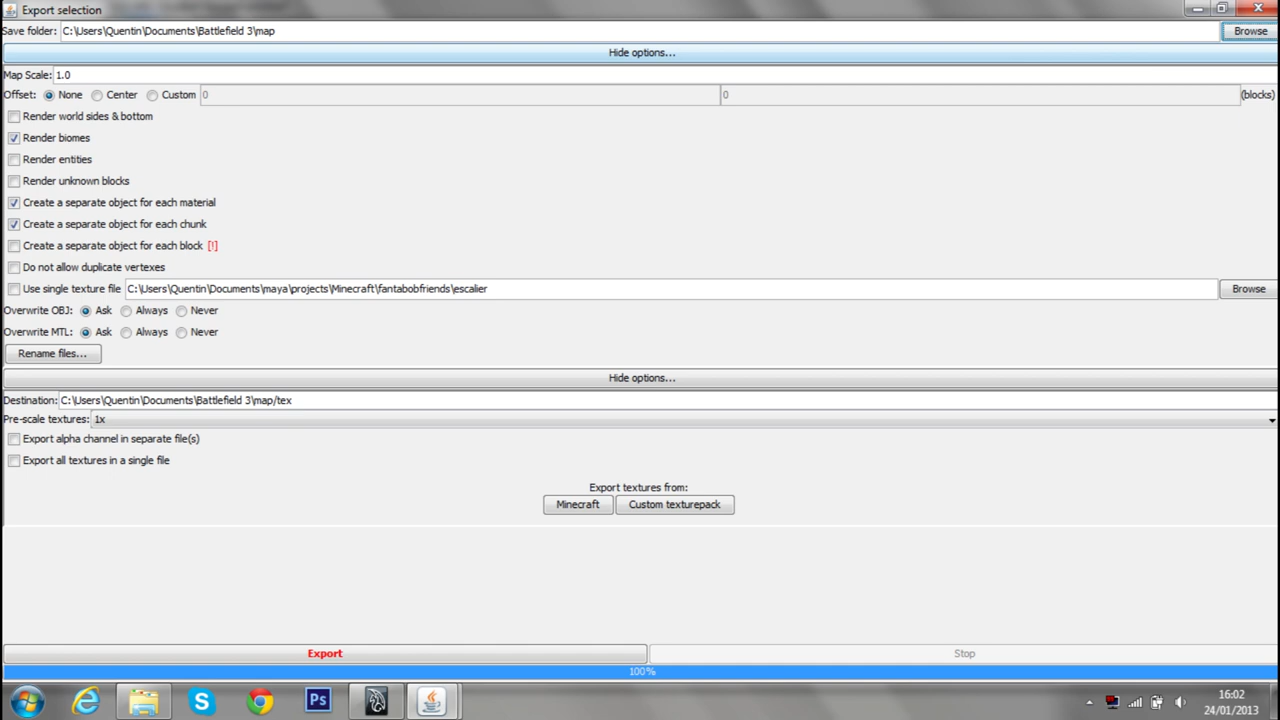 Export selection
Save folder: C:\Users\Quentin\Documents\Battlefield 3\map Browse
Hide options...
Map Scale: 1.0
Offset: None Center Custom 0 0 (blocks)
Render world sides & bottom
Render biomes
Render entities
Render unknown blocks
Create a separate object for each material
Create a separate object for each chunk
Create a separate object for each block [!]
Do not allow duplicate vertexes
Use single texture file C:\Users\Quentin\Documents\maya\projects\Minecraft\fantabobfriends\escalier Browse
Overwrite OBJ: Ask Always Never
Overwrite MTL: Ask Always Never
Rename files...
Hide options...
Destination: C:\Users\Quentin\Documents\Battlefield 3\map/tex
Pre-scale textures: 1x
Export alpha channel in separate file(s)
Export all textures in a single file
Export textures from:
Minecraft Custom texturepack
Export Stop
100%
Ps
16:02
24/01/2013